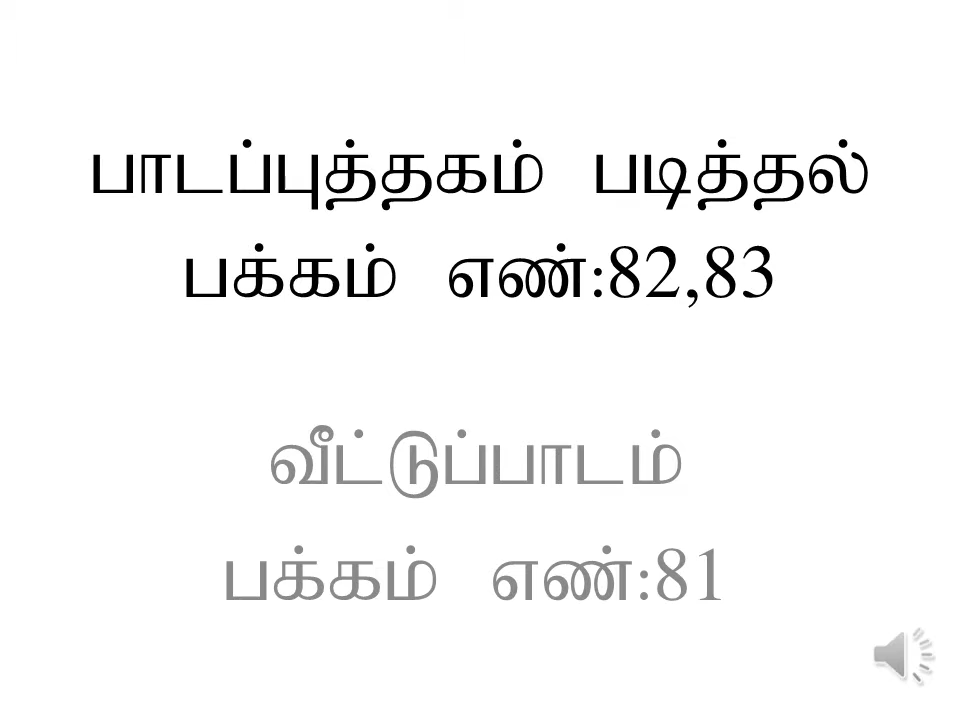 பாடப்புத்தகம் படித்தல்
பக்கம் எண்:82,83
வீட்டுப்பாடம்
பக்கம் எண்:81